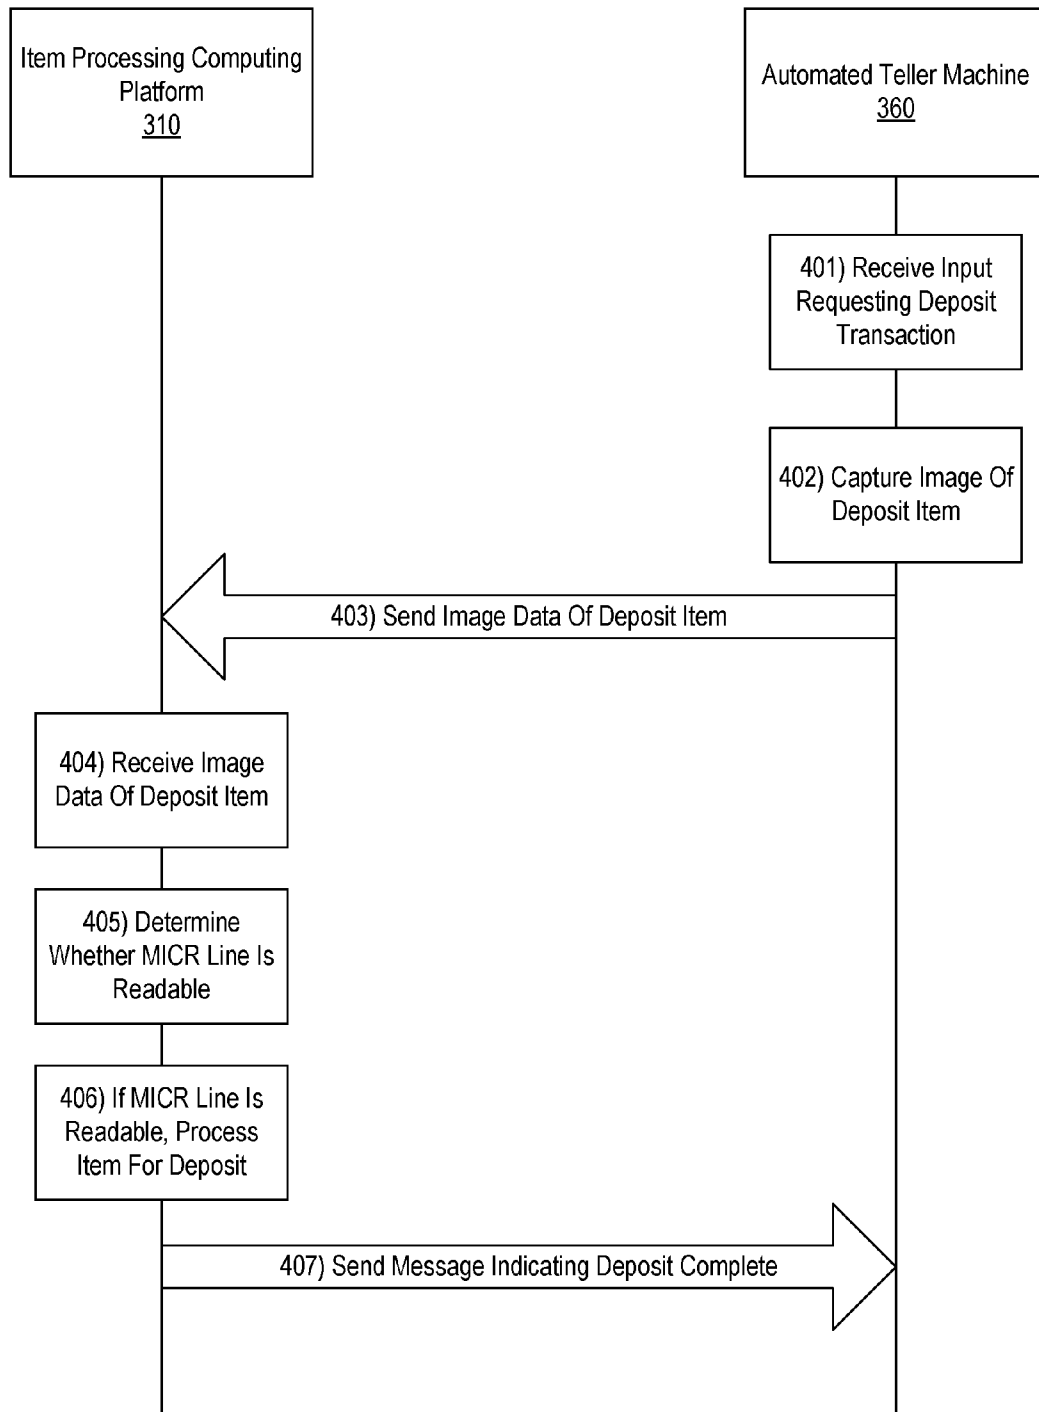 Item Processing Computing
Platform
310
Automated Teller Machine
360
401) Receive Input
Requesting Deposit
Transaction
402) Capture Image Of
Deposit Item
403) Send Image Data Of Deposit Item
404) Receive Image
Data Of Deposit Item
405) Determine
Whether MICR Line Is
Readable
406) If MICR Line Is
Readable, Process
Item For Deposit
407) Send Message Indicating Deposit Complete